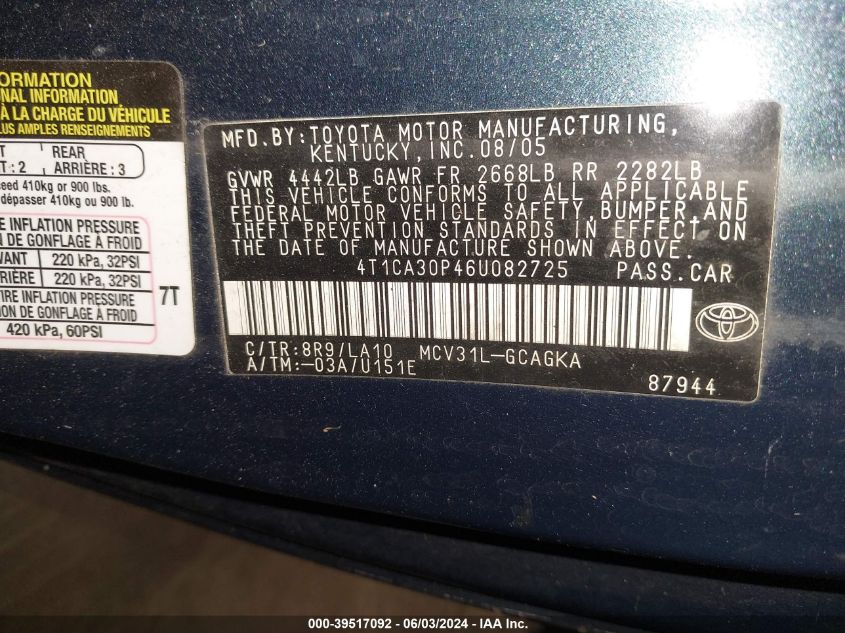 ORMATION
NAL INFORMATION
À LA CHARGE DU VÉHICULE
LUS AMPLES RENSEIGNEMENTS
T : 2
REAR
ARRIÈRE : 3
eed 410kg or 900 lbs.
dépasser 410kg ou 900 lb.
RE INFLATION PRESSURE
N DE GONFLAGE À FROID
VANT 220 kPa, 32PSI
RIÈRE 220 kPa, 32PSI
IRE INFLATION PRESSURE
ION DE GONFLAGE À FROID
420 kPa, 60PSI
7T
MFD.BY:TOYOTA MOTOR MANUFACTURING,
KENTUCKY,INC.08/05
GVWR 4442LB GAWR FR 2668LB RR 2282LB
THIS VEHICLE CONFORMS TO ALL APPLICABLE
FEDERAL MOTOR VEHICLE SAFETY,BUMPER,AND
THEFT PREVENTION STANDARDS IN EFFECT ON
THE DATE OF MANUFACTURE SHOWN ABOVE.
4T1CA30P46U082725 PASS.CAR
C/TR:8R9/LA10 MCV31L-GCAGKA
A/TM:-03A/U151E
87944
000-39517092 - 06/03/2024 - IAA Inc.